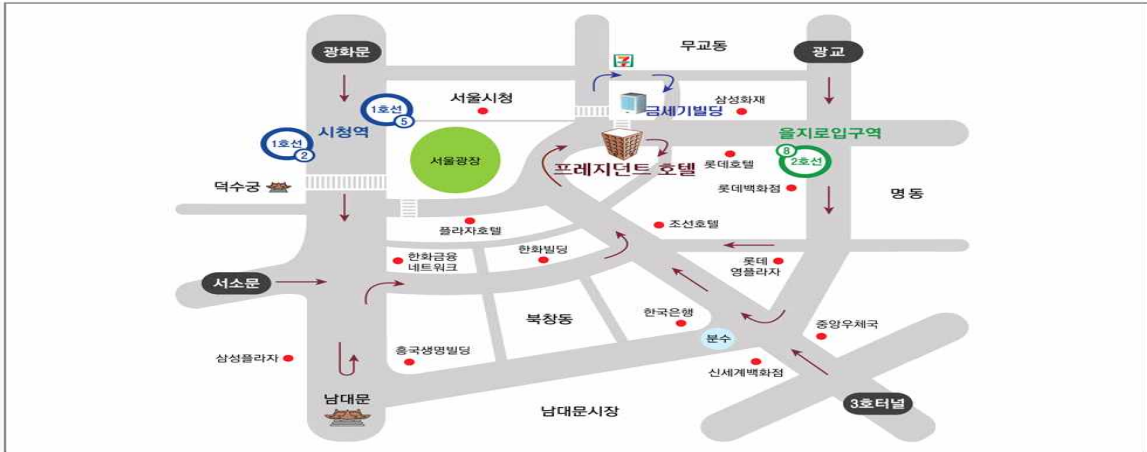 광화문
무교동
광교
7
1호선
5
서울시청
삼성화재
금세기빌딩
시청역
1호선
2
을지로입구역
8
2호선
서울광장
프레지던트 호텔
롯데호텔
롯데백화점
명동
덕수궁
플라자호텔
조선호텔
한화빌딩
한화금융
네트워크
롯데
영플라자
서소문
북창동
한국은행
분수
중앙우체국
삼성플라자
흥국생명빌딩
신세계백화점
남대문
남대문시장
3호터널